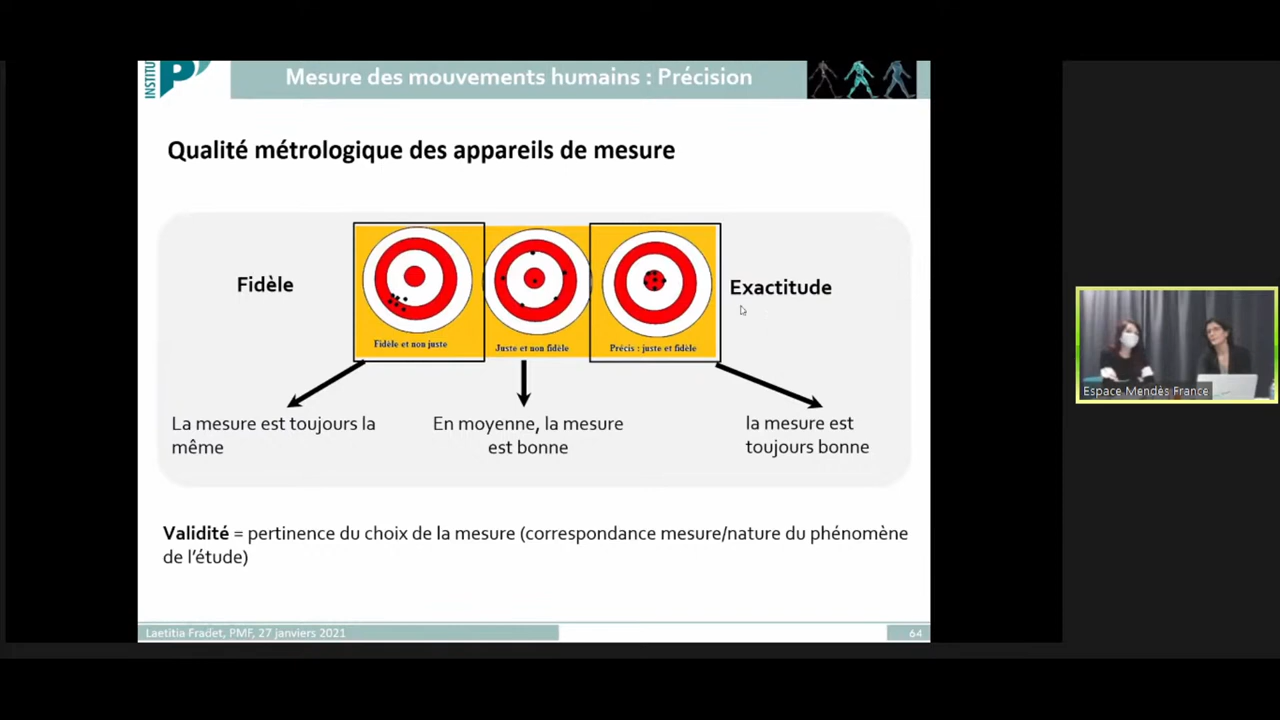 INSTITUT
Mesure des mouvements humains : Précision
Qualité métrologique des appareils de mesure
Fidèle
Exactitude
Fidèle et non juste
Juste et non fidèle
Précis : juste et fidèle
La mesure est toujours la
même
En moyenne, la mesure
est bonne
la mesure est
toujours bonne
Validité = pertinence du choix de la mesure (correspondance mesure/nature du phénomène
de l'étude)
Laetitia Fradet, PMF, 27 janviers 2021
64
Espace Mendès France